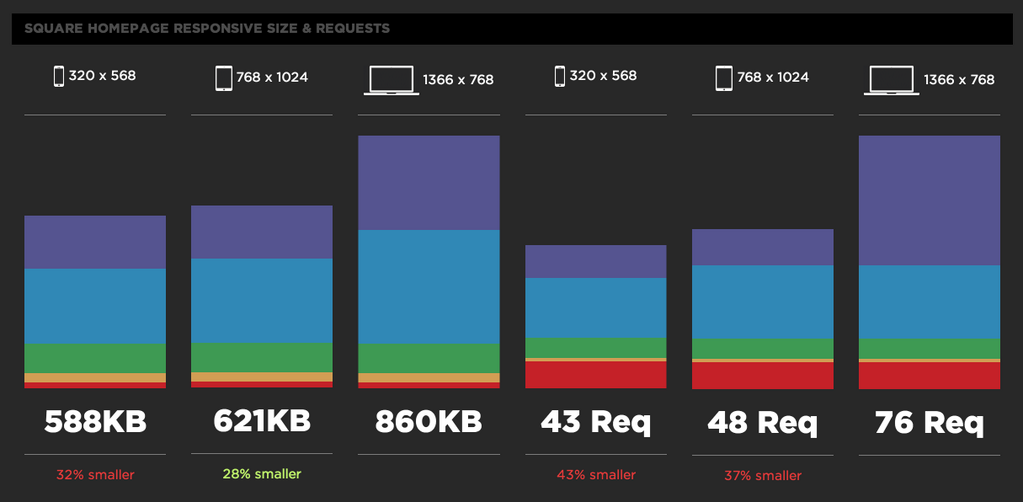 SQUARE HOMEPAGE RESPONSIVE SIZE & REQUESTS
320 x 568
768 x 1024
1366 x 768
320 x 568
768 x 1024
1366 x 768
588KB
621KB
860KB
43 Req
48 Req
76 Req
32% smaller
28% smaller
43% smaller
37% smaller